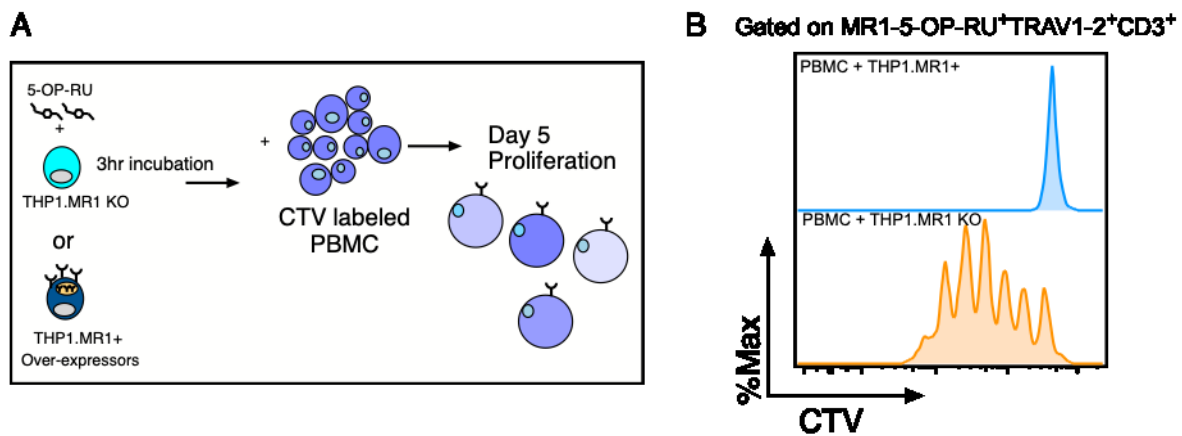 A
5-OP-RU
+
THP1.MR1 KO
3hr incubation
or
THP1.MR1+
Over-expressors
+
CTV labeled
PBMC
Day 5
Proliferation
B
Gated on MR1-5-OP-RU+TRAV1-2+CD3+
PBMC + THP1.MR1+
PBMC + THP1.MR1 KO
%Max
CTV